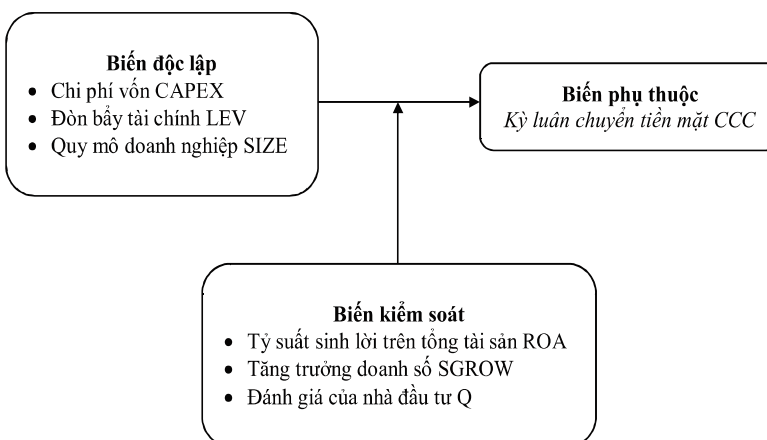 Biến độc lập
• Chi phí vốn CAPEX
• Đòn bẩy tài chính LEV
• Quy mô doanh nghiệp SIZE
Biến phụ thuộc
Kỳ luân chuyển tiền mặt CCC
Biến kiểm soát
• Tỷ suất sinh lời trên tổng tài sản ROA
• Tăng trưởng doanh số SGROW
• Đánh giá của nhà đầu tư Q